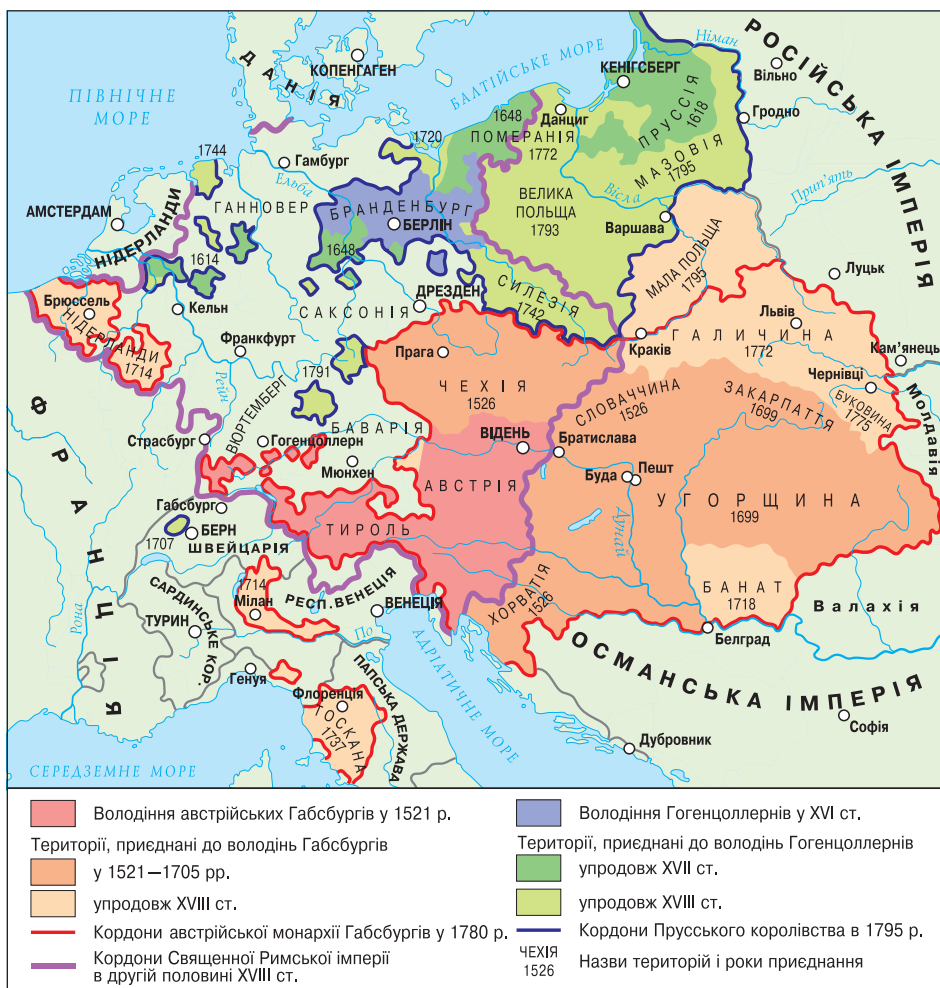 ПІВНІЧНЕ
МОРЕ
ДАНІЯ
КОПЕНГАГЕН
БАЛТІЙСЬКЕ МОРЕ
Німан
РОСІЙСЬКА ІМПЕРІЯ
Вільно
КЕНІГСБЕРГ
Гродно
ПРУССІЯ
1618
Данциг
1648
ПОМЕРАНІЯ
1772
1720
1744
Гамбург
Ельба
МАЗОВІЯ
1795
Прип'ять
АМСТЕРДАМ
НІДЕРЛАНДИ
ГАННОВЕР
БРАНДЕНБУРГ
БЕРЛІН
ВЕЛИКА
ПОЛЬЩА
1793
Вісла
Варшава
1614
1648
МАЛА ПОЛЬЩА
1795
Луцьк
Брюссель
НІДЕРЛАНДИ
1714
Кельн
САКСОНІЯ
ДРЕЗДЕН
СИЛЕЗІЯ
1742
Львів
Франкфурт
Рейн
Прага
Краків
ГАЛИЧИНА
1772
Кам'янець
ЧЕХІЯ
1526
1791
СЛОВАЧЧИНА
1526
ЗАКАРПАТТЯ
1699
Чернівці
БУКОВИНА
1775
Молдавія
ФРАНЦІЯ
Страсбург
ВЮРТЕМБЕРГ
Гогенцоллерн
БАВАРІЯ
Мюнхен
ВІДЕНЬ
Братислава
Буда
Пешт
АВСТРІЯ
УГОРЩИНА
1699
Дунай
Габсбург
БЕРН
1707
ШВЕЙЦАРІЯ
ТИРОЛЬ
БАНАТ
1718
Валахія
1714
Мілан
РЕСП. ВЕНЕЦІЯ
ВЕНЕЦІЯ
ХОРВАТІЯ
1526
Белград
САРДИНСЬКЕ КОР.
ТУРИН
Рона
По
АДРІАТИЧНЕ МОРЕ
ОСМАНСЬКА ІМПЕРІЯ
Генуя
Флоренція
ТОСКАНА
1737
ПАПСЬКА ДЕРЖАВА
Софія
Дубровник
СЕРЕДЗЕМНЕ МОРЕ
Володіння австрійських Габсбургів у 1521 р.
Території, приєднані до володінь Габсбургів
у 1521—1705 рр.
упродовж XVIII ст.
Кордони австрійської монархії Габсбургів у 1780 р.
Кордони Священної Римської імперії
в другій половині XVIII ст.
Володіння Гогенцоллернів у XVI ст.
Території, приєднані до володінь Гогенцоллернів
упродовж XVII ст.
упродовж XVIII ст.
Кордони Прусського королівства в 1795 р.
ЧЕХІЯ
1526
Назви територій і роки приєднання